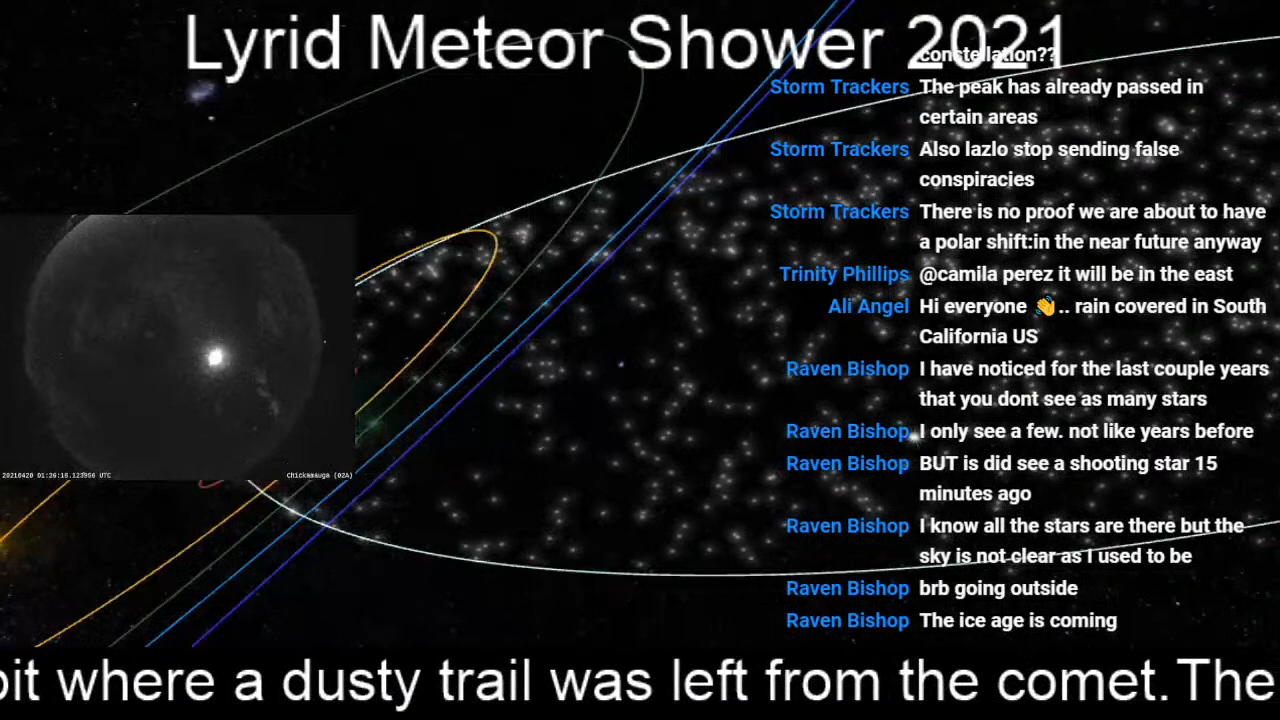 Lyrid Meteor Shower 2021
constellation??
Storm Trackers The peak has already passed in
certain areas
Storm Trackers Also lazlo stop sending false
conspiracies
Storm Trackers There is no proof we are about to have
a polar shift:in the near future anyway
Trinity Phillips @camila perez it will be in the east
Ali Angel Hi everyone 👋.. rain covered in South
California US
Raven Bishop I have noticed for the last couple years
that you dont see as many stars
Raven Bishop I only see a few. not like years before
Raven Bishop BUT is did see a shooting star 15
minutes ago
Raven Bishop I know all the stars are there but the
sky is not clear as I used to be
Raven Bishop brb going outside
Raven Bishop The ice age is coming
Chickamauga (02A)
bit where a dusty trail was left from the comet. The